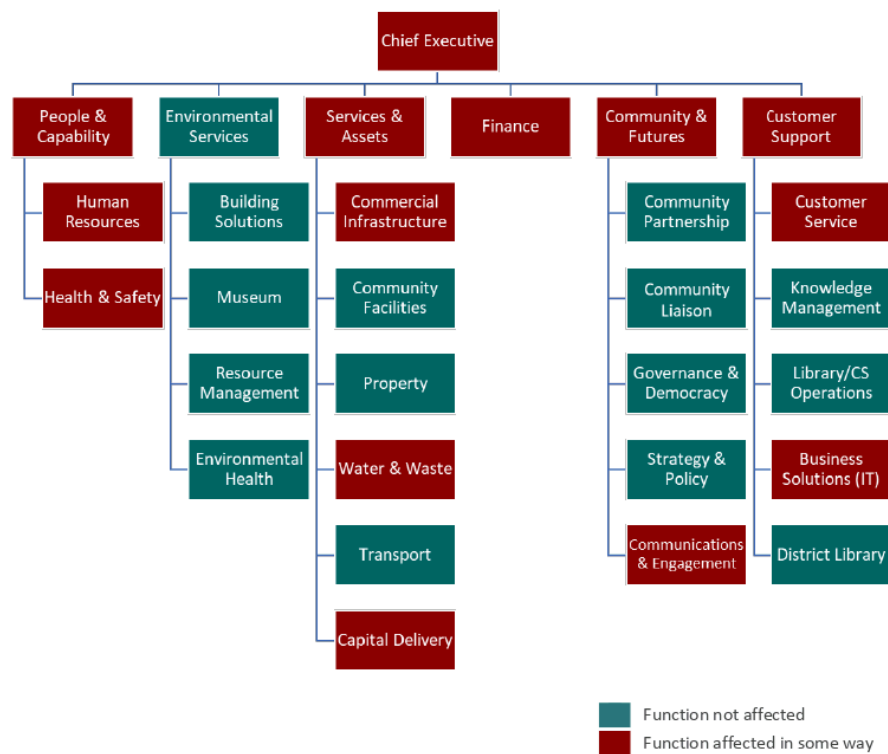 Chief Executive
People &
Capability
Environmental
Services
Services &
Assets
Finance
Community &
Futures
Customer
Support
Human
Resources
Health & Safety
Building
Solutions
Museum
Resource
Management
Environmental
Health
Commercial
Infrastructure
Community
Facilities
Property
Water & Waste
Transport
Capital Delivery
Community
Partnership
Community
Liaison
Governance &
Democracy
Strategy &
Policy
Communications
& Engagement
Customer
Service
Knowledge
Management
Library/CS
Operations
Business
Solutions (IT)
District Library
Function not affected
Function affected in some way